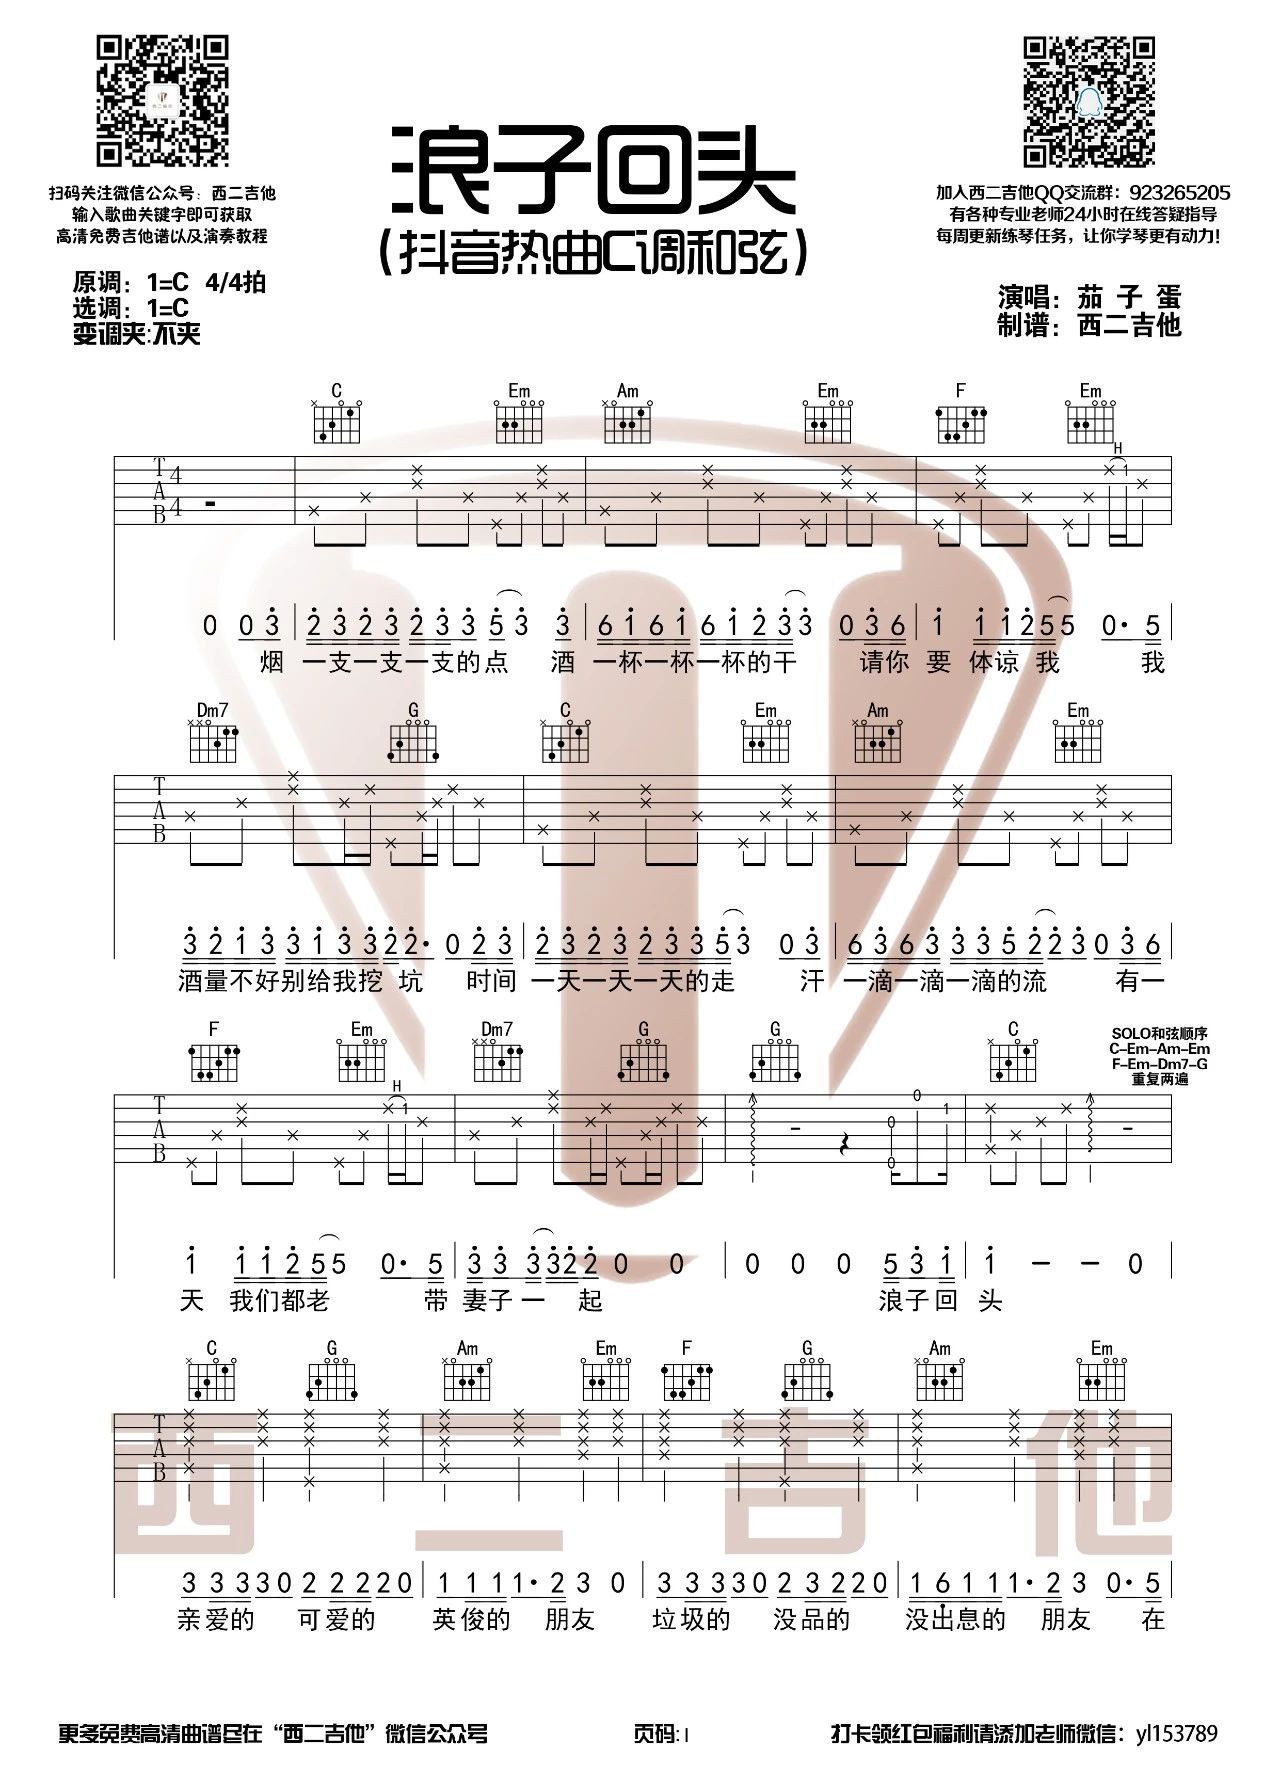 扫码关注微信公众号：西二吉他
输入歌曲关键字即可获取
高清免费吉他谱以及演奏教程
加入西二吉他QQ交流群：923265205
有各种专业老师24小时在线答疑指导
每周更新练琴任务，让你学琴更有动力！
浪子回头
（抖音热曲C调和弦）
原调：1=C 4/4拍
选调：1=C
变调夹:不夹
演唱：茄子蛋
制谱：西二吉他
C Em Am Em F Em
H
T A B 4 4 1
0 0 3 2 3 2 3 2 3 3 5 3 3 6 1 6 1 6 1 2 3 3 0 3 6 1 1 1 2 5 5 0· 5
烟 一支一支一支的点 酒 一杯一杯一杯的干 请你 要 体谅 我 我
Dm7 G C Em Am Em
T A B
3 2 1 3 3 1 3 3 2 2· 0 2 3 2 3 2 3 2 3 3 5 3 0 3 6 3 6 3 3 3 5 2 2 3 0 3 6
酒量不好别给我挖 坑 时间 一天一天一天的走 汗 一滴一滴一滴的流 有一
F Em Dm7 G G C
SOLO和弦顺序
C-Em-Am-Em
F-Em-Dm7-G
重复两遍
H
T A B 1 0 0 0 1
1 1 1 2 5 5 0· 5 3 3 3 3 2 2 0 0 0 0 0 5 3 1 1 - - 0
天 我们都老 带 妻子一 起 浪子回 头
C G Am Em F G Am Em
T A B
3 3 3 3 0 2 2 2 2 0 1 1 1 1· 2 3 0 3 3 3 3 0 2 3 2 2 0 1 6 1 1 1· 2 3 0· 5
亲爱的 可爱的 英俊的 朋友 垃圾的 没品的 没出息的 朋友 在
西二吉他
更多免费高清曲谱尽在“西二吉他”微信公众号
页码:1
打卡领红包福利请添加老师微信：yl153789